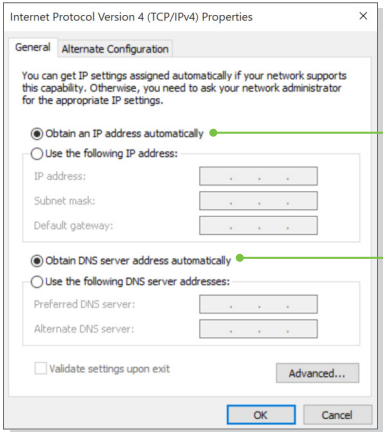 Internet Protocol Version 4 (TCP/IPv4) Properties
General Alternate Configuration
You can get IP settings assigned automatically if your network supports
this capability. Otherwise, you need to ask your network administrator
for the appropriate IP settings.
Obtain an IP address automatically
Use the following IP address:
IP address:
Subnet mask:
Default gateway:
Obtain DNS server address automatically
Use the following DNS server addresses:
Preferred DNS server:
Alternate DNS server:
Validate settings upon exit
Advanced...
OK Cancel